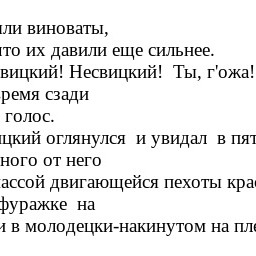 или виноваты,
что их давили еще сильнее.
вицкий! Несвицкий!  Ты, г'ожа!
время сзади
голос.
цкий оглянулся  и увидал  в пят
ного от него
ассой двигающейся пехоты кра
фуражке  на
и в молодецки-накинутом на пле